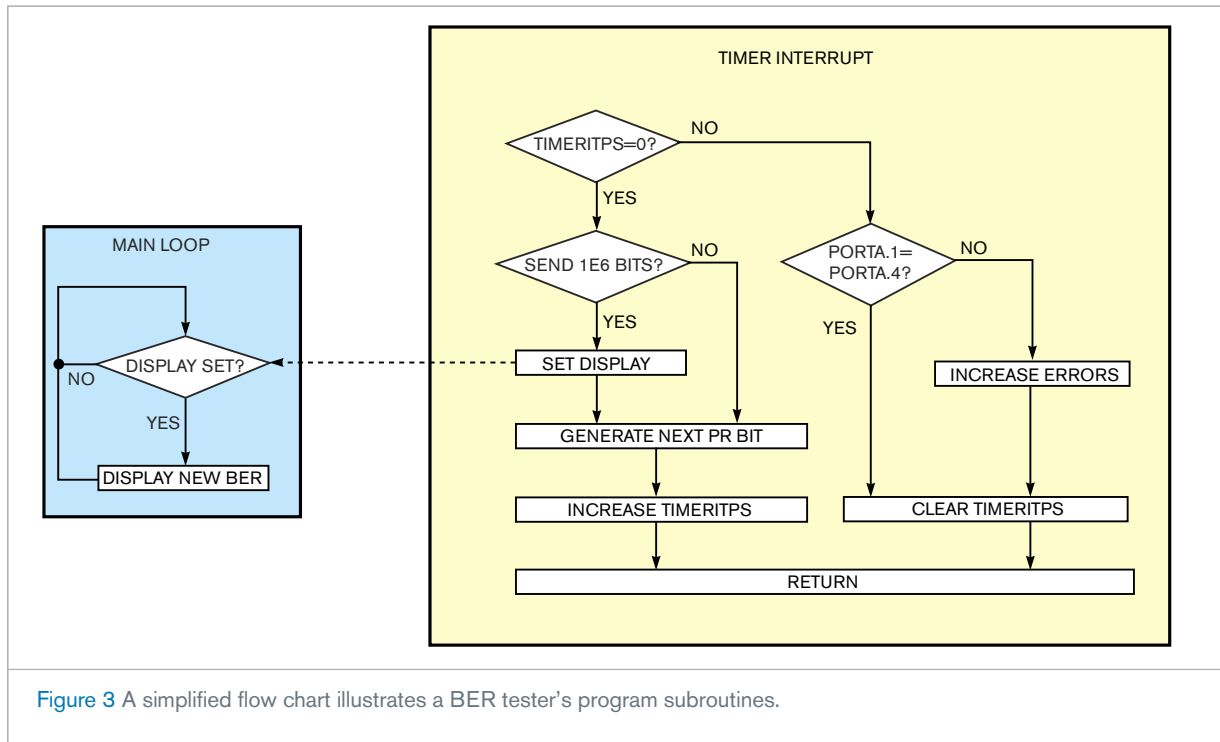 TIMER INTERRUPT
TIMERITPS=0?
NO
YES
SEND 1E6 BITS?
NO
YES
SET DISPLAY
GENERATE NEXT PR BIT
INCREASE TIMERITPS
PORTA.1=
PORTA.4?
NO
YES
INCREASE ERRORS
CLEAR TIMERITPS
RETURN
MAIN LOOP
DISPLAY SET?
NO
YES
DISPLAY NEW BER
Figure 3 A simplified flow chart illustrates a BER tester's program subroutines.